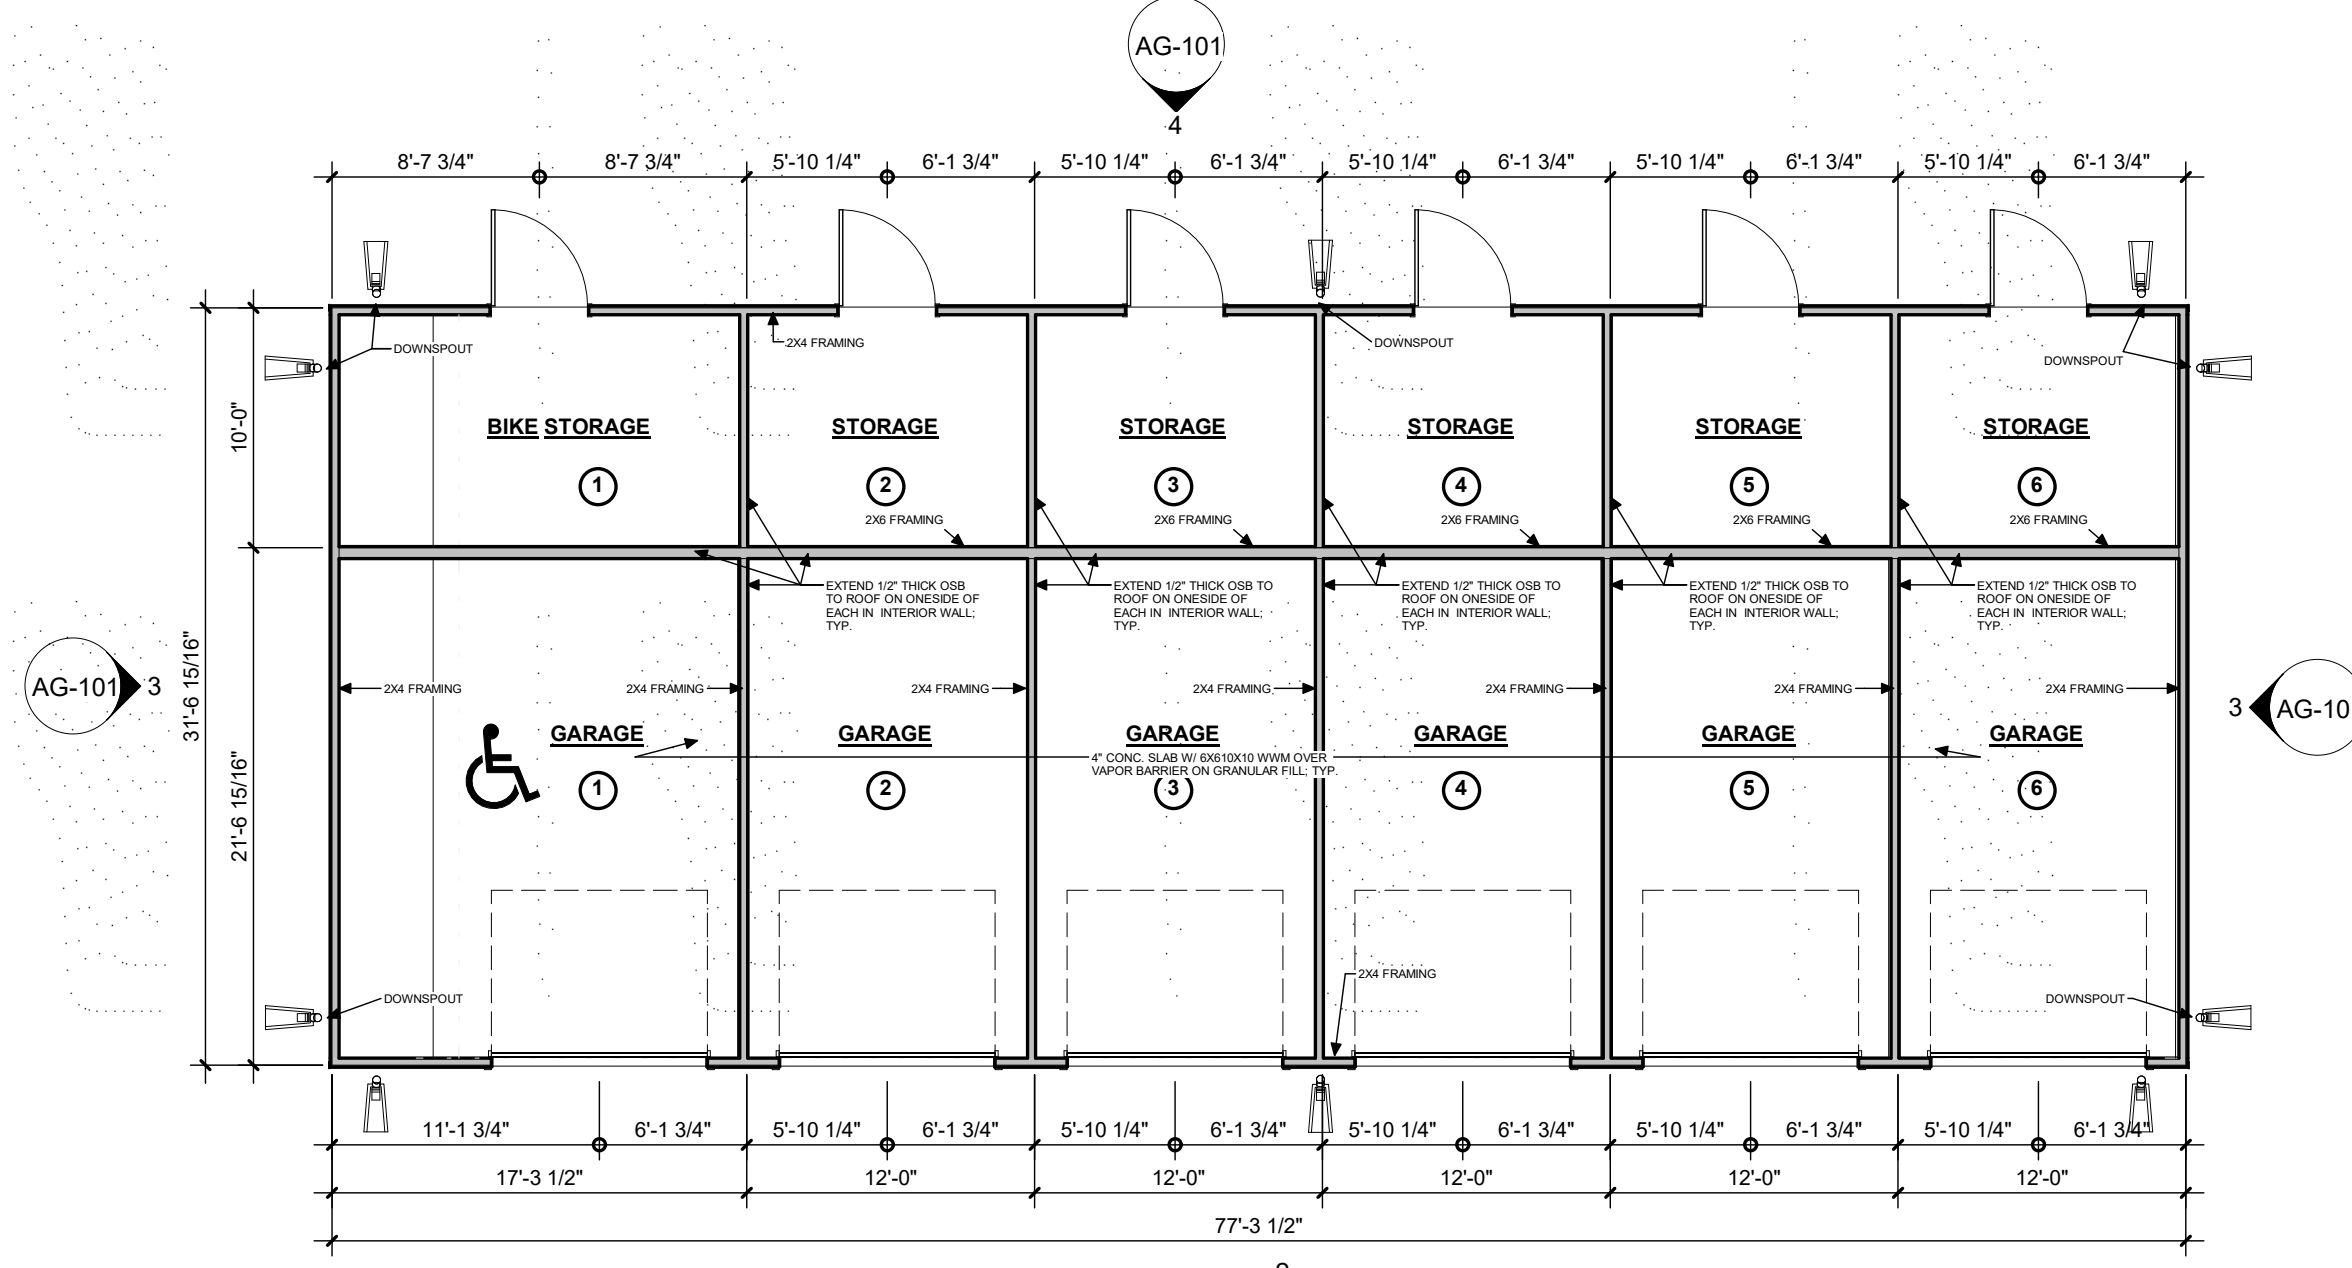 AG-101
4
8'-7 3/4" 8'-7 3/4" 5'-10 1/4" 6'-1 3/4" 5'-10 1/4" 6'-1 3/4" 5'-10 1/4" 6'-1 3/4" 5'-10 1/4" 6'-1 3/4" 5'-10 1/4" 6'-1 3/4"
DOWNSPOUT
2X4 FRAMING
DOWNSPOUT
DOWNSPOUT
10'-0"
BIKE STORAGE
1
STORAGE
2
STORAGE
3
STORAGE
4
STORAGE
5
STORAGE
6
2X6 FRAMING
2X6 FRAMING
2X6 FRAMING
2X6 FRAMING
2X6 FRAMING
EXTEND 1/2" THICK OSB
TO ROOF ON ONESIDE OF
EACH IN INTERIOR WALL;
TYP.
EXTEND 1/2" THICK OSB TO
ROOF ON ONESIDE OF
EACH IN INTERIOR WALL;
TYP.
EXTEND 1/2" THICK OSB TO
ROOF ON ONESIDE OF
EACH IN INTERIOR WALL;
TYP.
EXTEND 1/2" THICK OSB TO
ROOF ON ONESIDE OF
EACH IN INTERIOR WALL;
TYP.
EXTEND 1/2" THICK OSB TO
ROOF ON ONESIDE OF
EACH IN INTERIOR WALL;
TYP.
AG-101
3
31'-6 15/16"
21'-6 15/16"
2X4 FRAMING
2X4 FRAMING
2X4 FRAMING
2X4 FRAMING
2X4 FRAMING
2X4 FRAMING
2X4 FRAMING
3
AG-10
GARAGE
1
GARAGE
2
GARAGE
4" CONC. SLAB W/ 6X610X10 WWM OVER
VAPOR BARRIER ON GRANULAR FILL; TYP.
3
GARAGE
4
GARAGE
5
GARAGE
6
2X4 FRAMING
DOWNSPOUT
DOWNSPOUT
11'-1 3/4" 6'-1 3/4" 5'-10 1/4" 6'-1 3/4" 5'-10 1/4" 6'-1 3/4" 5'-10 1/4" 6'-1 3/4" 5'-10 1/4" 6'-1 3/4" 5'-10 1/4" 6'-1 3/4"
17'-3 1/2" 12'-0" 12'-0" 12'-0" 12'-0" 12'-0"
77'-3 1/2"